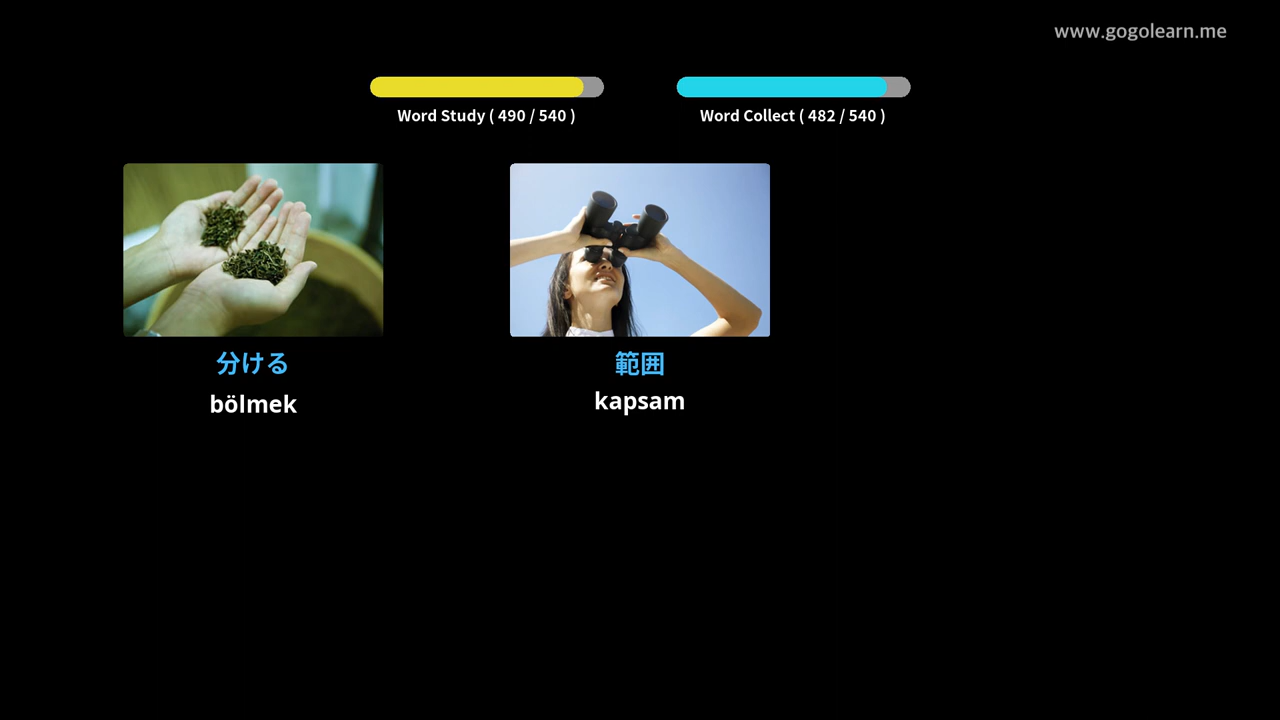 www.gogolearn.me
Word Study ( 490 / 540 )
Word Collect ( 482 / 540 )
分ける
bölmek
範囲
kapsam